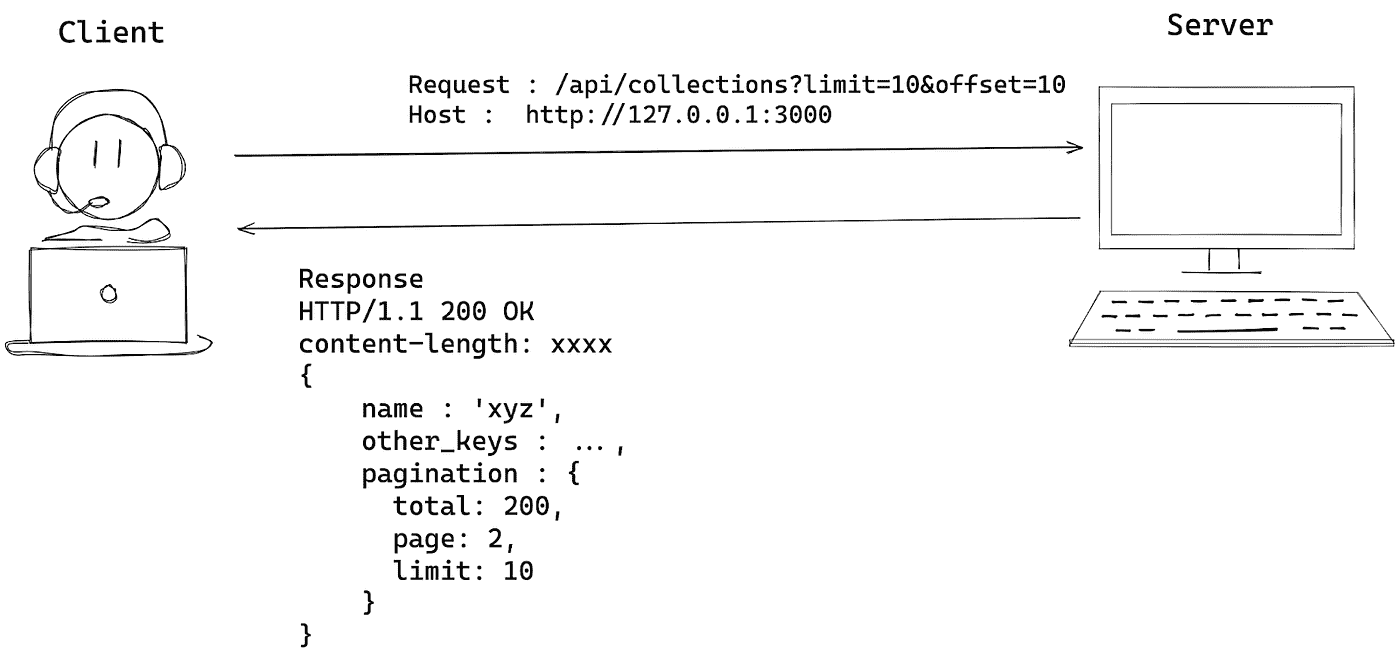 Client
Server
Request : /api/collections?limit=10&offset=10
Host :  http://127.0.0.1:3000
Response
HTTP/1.1 200 OK
content-length: xxxx
{
    name : 'xyz',
    other_keys : ... ,
    pagination : {
      total: 200,
      page: 2,
      limit: 10
    }
}